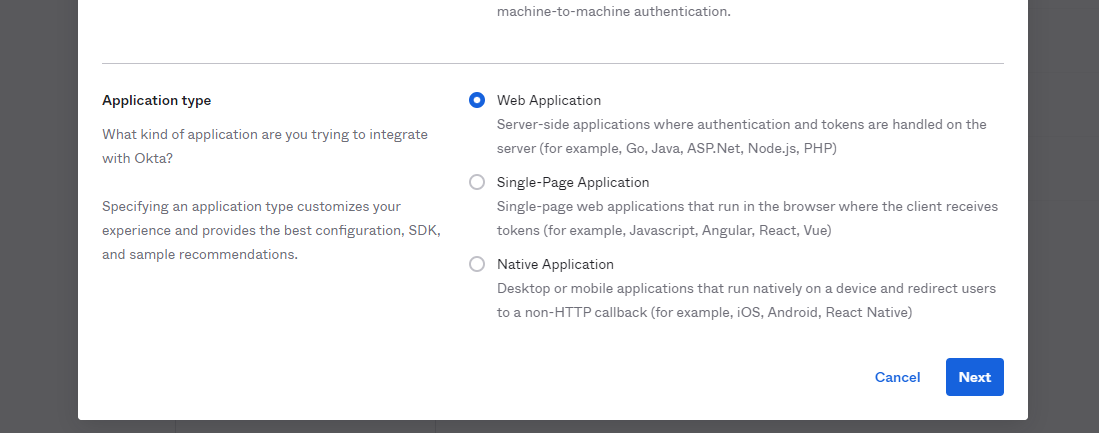 machine-to-machine authentication.
Application type
What kind of application are you trying to integrate
with Okta?
Specifying an application type customizes your
experience and provides the best configuration, SDK,
and sample recommendations.
Web Application
Server-side applications where authentication and tokens are handled on the
server (for example, Go, Java, ASP.Net, Node.js, PHP)
Single-Page Application
Single-page web applications that run in the browser where the client receives
tokens (for example, Javascript, Angular, React, Vue)
Native Application
Desktop or mobile applications that run natively on a device and redirect users
to a non-HTTP callback (for example, iOS, Android, React Native)
Cancel
Next